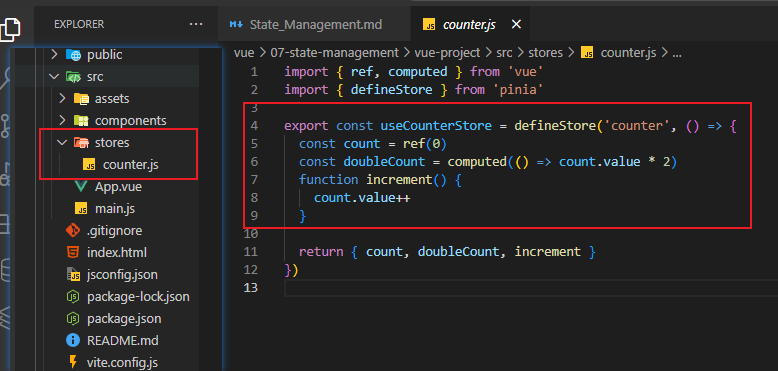 EXPLORER
public
src
assets
components
stores
JS counter.js
App.vue
JS main.js
.gitignore
index.html
jsconfig.json
package-lock.json
package.json
README.md
vite.config.js
State_Management.md
JS counter.js
vue > 07-state-management > vue-project > src > stores > JS counter.js > ...
1 import { ref, computed } from 'vue'
2 import { defineStore } from 'pinia'
3
4 export const useCounterStore = defineStore('counter', () => {
5   const count = ref(0)
6   const doubleCount = computed(() => count.value * 2)
7   function increment() {
8     count.value++
9   }
10
11   return { count, doubleCount, increment }
12 })
13